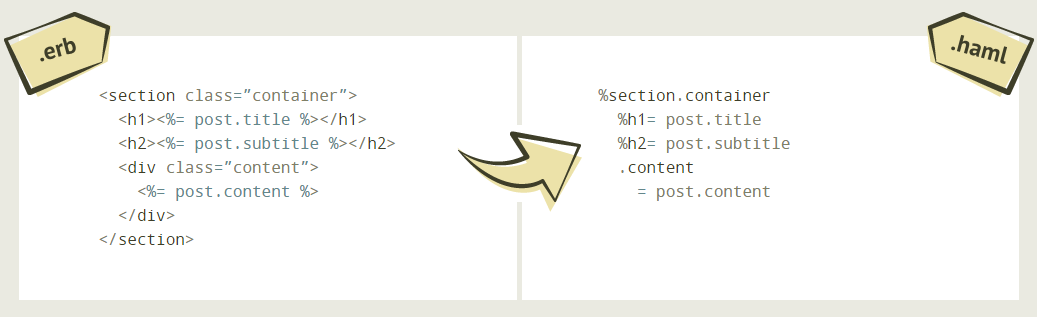 .erb
<section class=”container”>
  <h1><%= post.title %></h1>
  <h2><%= post.subtitle %></h2>
  <div class=”content”>
    <%= post.content %>
  </div>
</section>
.haml
%section.container
  %h1= post.title
  %h2= post.subtitle
  .content
    = post.content